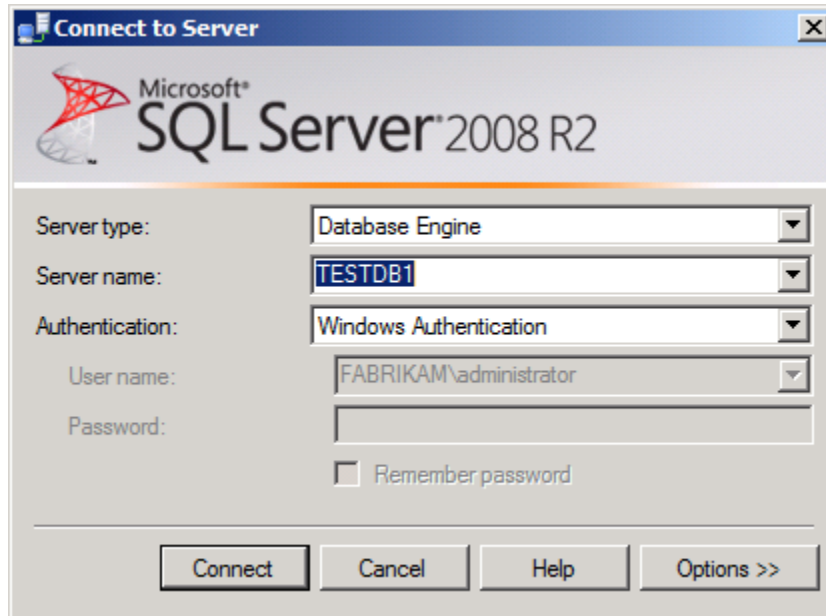 Connect to Server
Microsoft®
SQL Server® 2008 R2
™
Server type: Database Engine
Server name: TESTDB1
Authentication: Windows Authentication
User name: FABRIKAM\administrator
Password:
Remember password
Connect Cancel Help Options >>